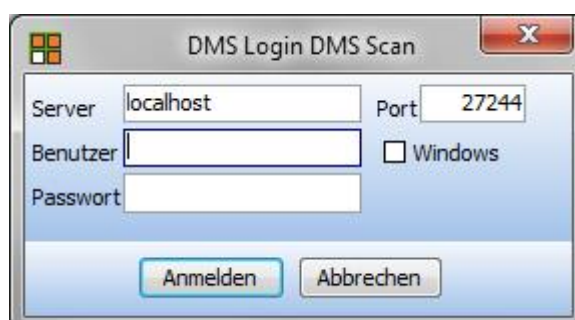 DMS Login DMS Scan
Server localhost Port 27244
Benutzer Windows
Passwort
Anmelden Abbrechen